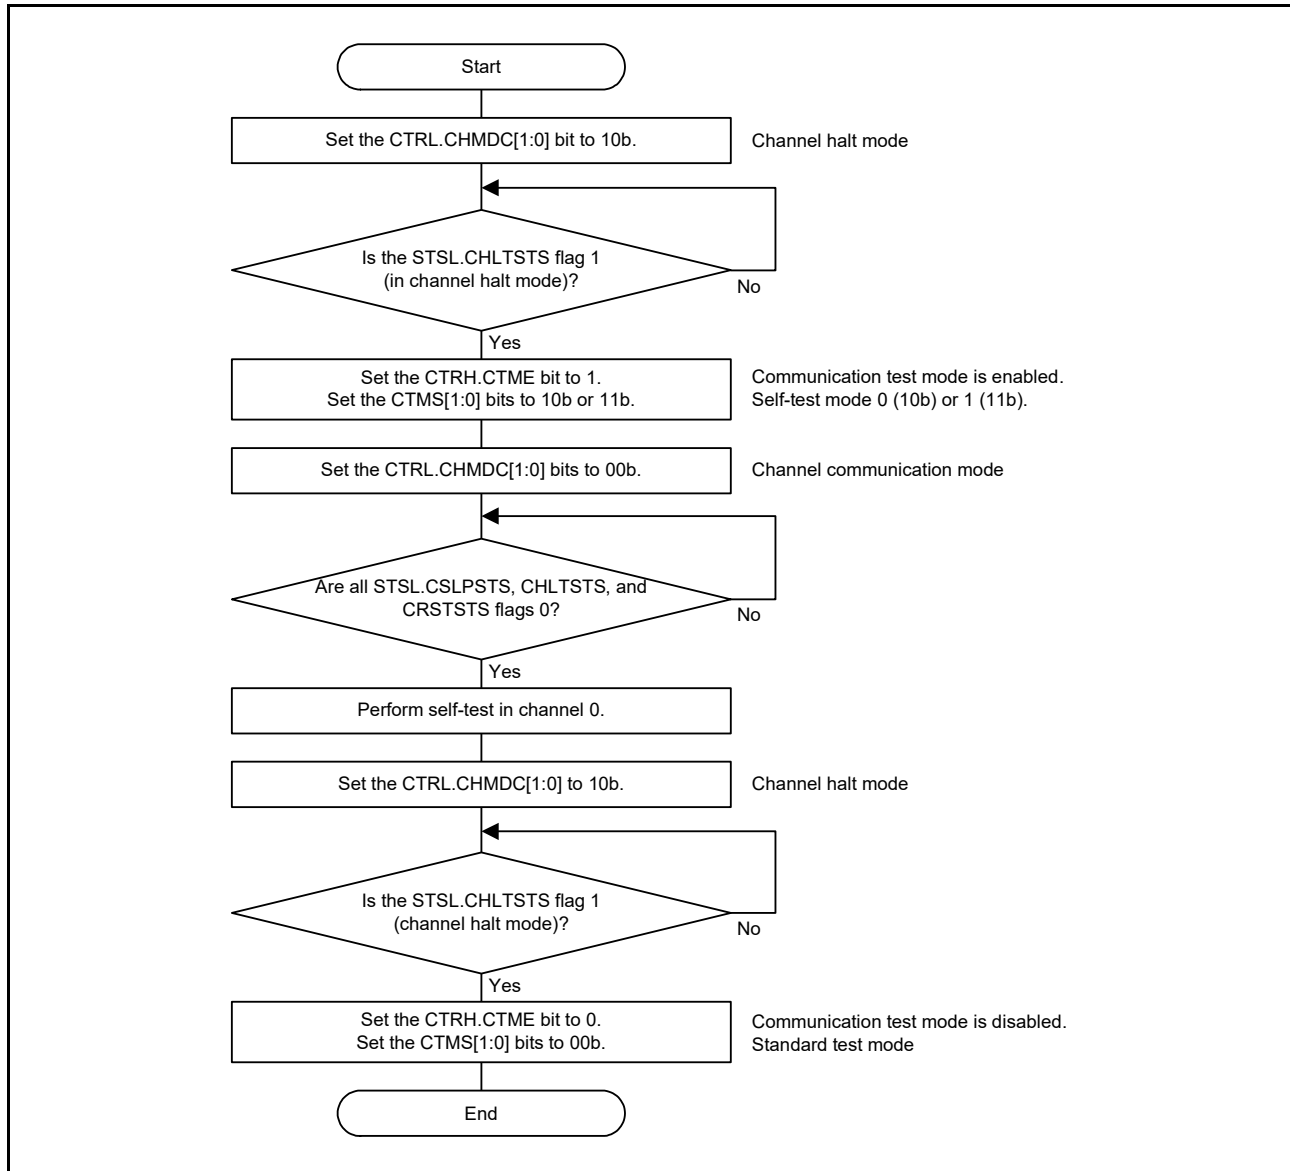 Start
Set the CTRL.CHMDC[1:0] bit to 10b.
Channel halt mode
Is the STSL.CHLTSTS flag 1
(in channel halt mode)?
No
Yes
Set the CTRH.CTME bit to 1.
Set the CTMS[1:0] bits to 10b or 11b.
Communication test mode is enabled.
Self-test mode 0 (10b) or 1 (11b).
Set the CTRL.CHMDC[1:0] bits to 00b.
Channel communication mode
Are all STSL.CSLPSTS, CHLTSTS, and
CRSTSTS flags 0?
No
Yes
Perform self-test in channel 0.
Set the CTRL.CHMDC[1:0] to 10b.
Channel halt mode
Is the STSL.CHLTSTS flag 1
(channel halt mode)?
No
Yes
Set the CTRH.CTME bit to 0.
Set the CTMS[1:0] bits to 00b.
Communication test mode is disabled.
Standard test mode
End